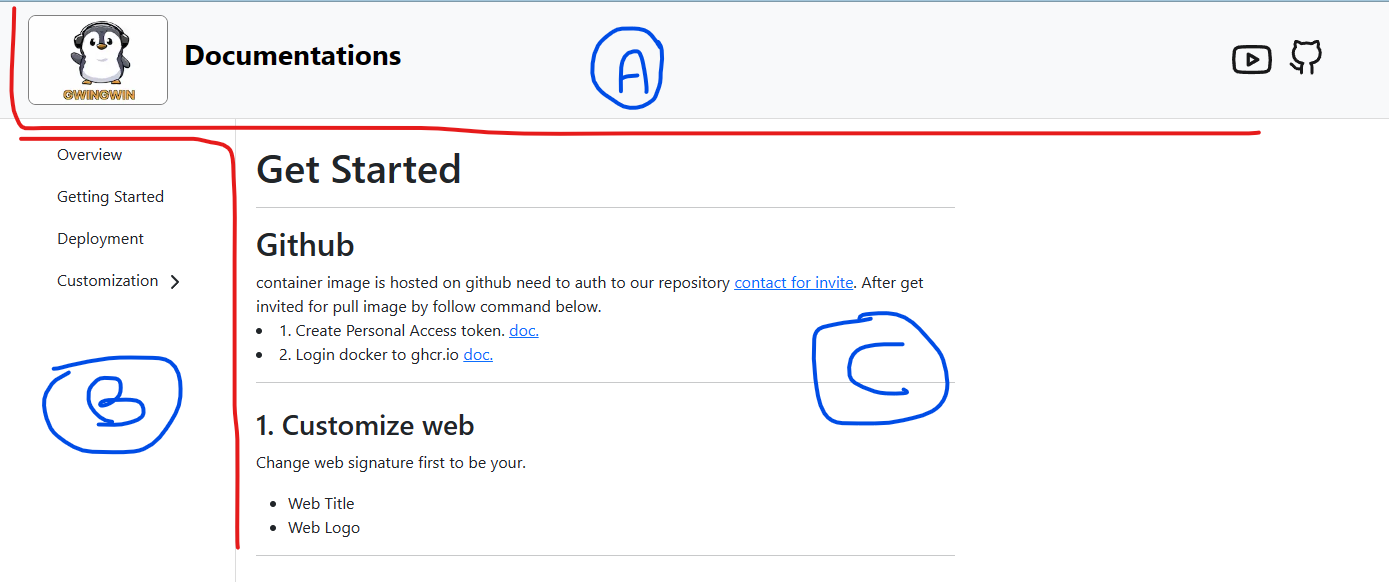 GWINGWIN
Documentations
A
Overview
Getting Started
Deployment
Customization
B
Get Started
Github
container image is hosted on github need to auth to our repository contact for invite. After get
invited for pull image by follow command below.
• 1. Create Personal Access token. doc.
• 2. Login docker to ghcr.io doc.
C
1. Customize web
Change web signature first to be your.
• Web Title
• Web Logo